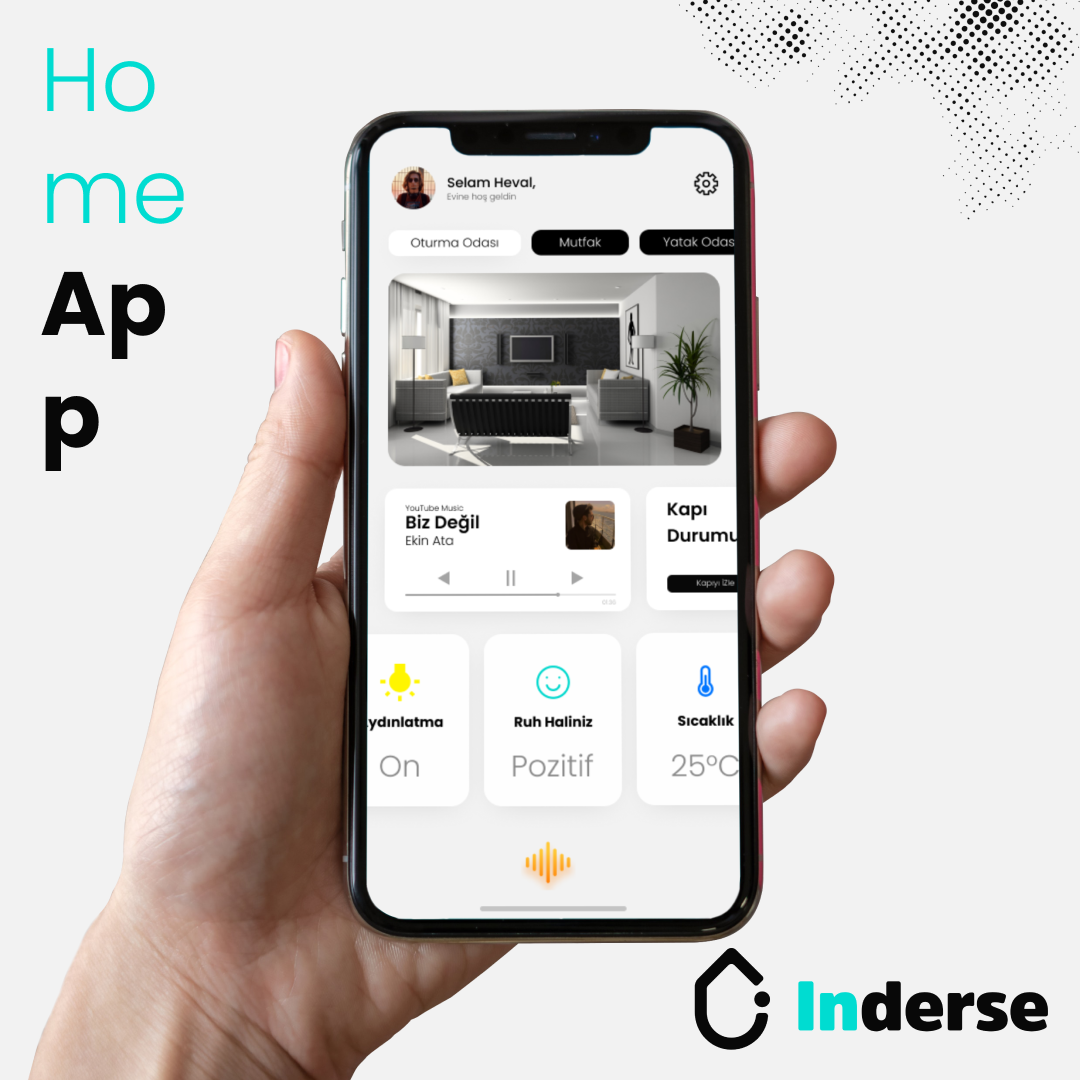 Ho
me
Ap
p
Selam Heval,
Evine hoş geldin
Oturma Odası
Mutfak
Yatak Odas
YouTube Music
Biz Değil
Ekin Ata
Kapı
Durumu
Kapıyı İZle
ydınlatma
On
Ruh Haliniz
Pozitif
Sıcaklık
25°C
Inderse